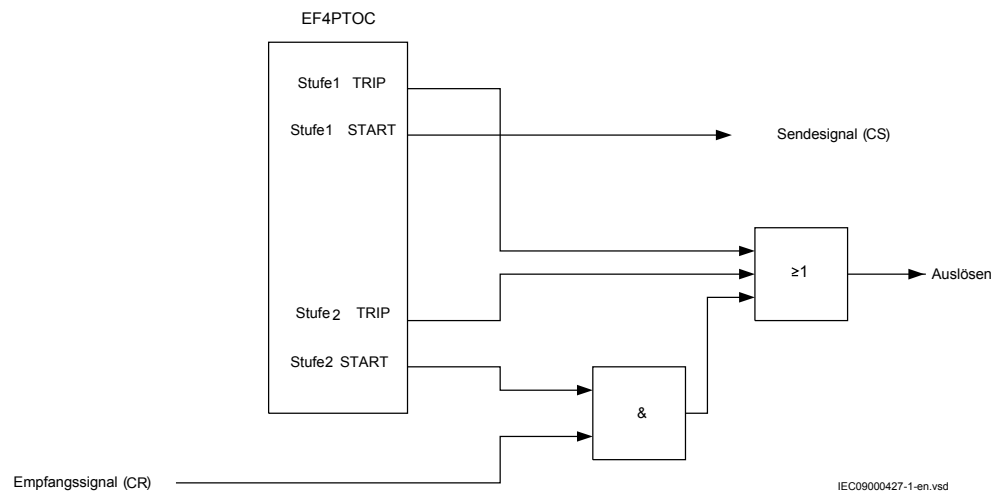 EF4PTOC
Stufe1 TRIP
Stufe1 START
Sendesignal (CS)
≥1
Auslösen
Stufe2 TRIP
Stufe2 START
&
Empfangssignal (CR)
IEC09000427-1-en.vsd